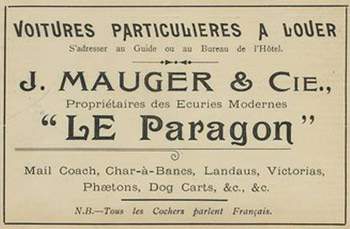 VOITURES PARTICULIERES A LOUER
S'adresser au Guide ou au Bureau de l'Hôtel.
J. MAUGER & CIE.,
Propriétaires des Ecuries Modernes
"LE Paragon"
Mail Coach, Char-à-Bancs, Landaus, Victorias,
Phætons, Dog Carts, &c., &c.
N.B.—Tous les Cochers parlent Français.